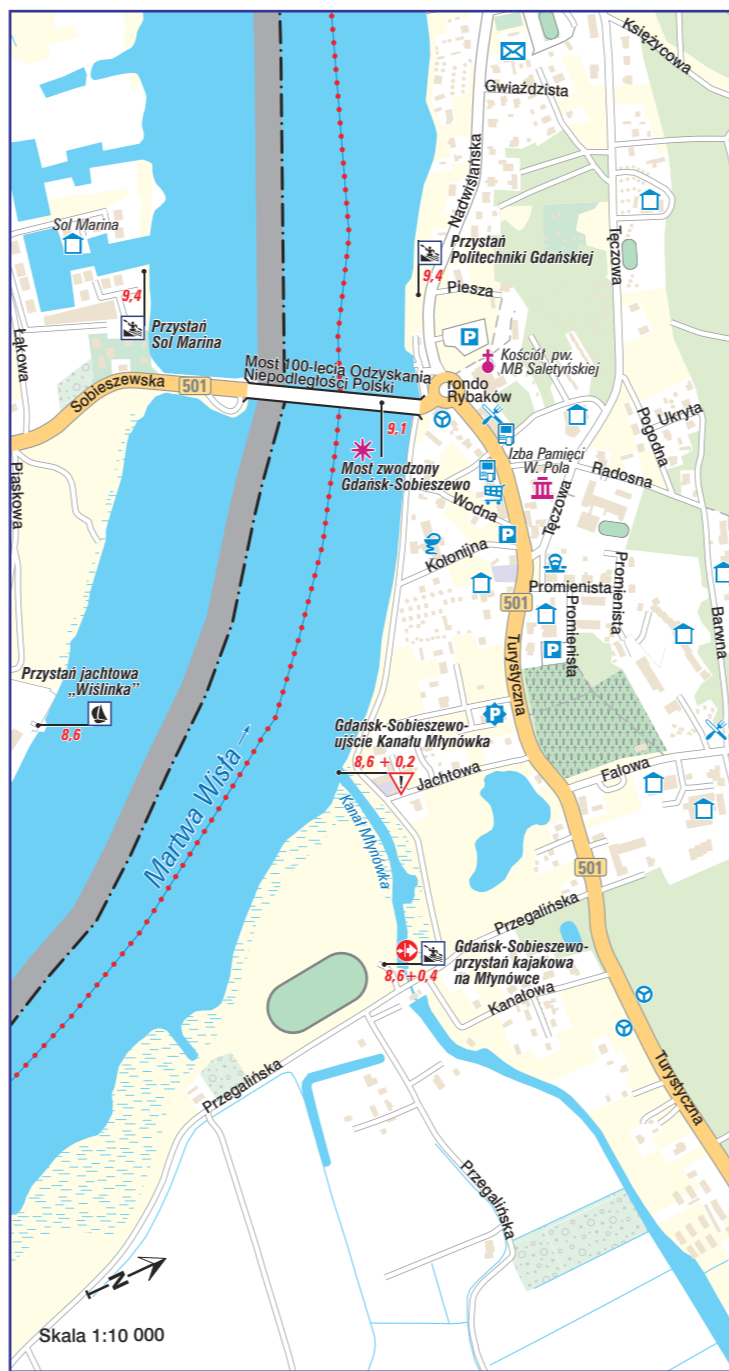 Księżycowa
Gwiaździsta
Nadwiślańska
Tęczowa
Sol Marina
Przystań
Politechniki Gdańskiej
9,4
Piesza
P
9,4
Przystań
Sol Marina
Łąkowa
Kościół pw.
MB Saletyńskiej
Most 100-lecia Odzyskania
Niepodległości Polski
rondo
Rybaków
Sobieszewska
501
9,1
Most zwodzony
Gdańsk-Sobieszewo
Izba Pamięci
W. Pola
Ukryta
Pogodna
Radosna
Piaskowa
Wodna
Tęczowa
P
Kolonijna
Promienista
Promienista
Promienista
501
Barwna
P
Turystyczna
Przystań jachtowa
„Wiślinka”
8,6
P
Gdańsk-Sobieszewo-
ujście Kanału Młynówka
8,6 + 0,2
!
Jachtowa
Falowa
Martwa Wisła →
Kanał Młynówka
501
Przegalińska
Gdańsk-Sobieszewo-
przystań kajakowa
na Młynówce
8,6+0,4
Kanałowa
Turystyczna
Przegalińska
Przegalińska
N
Skala 1:10 000